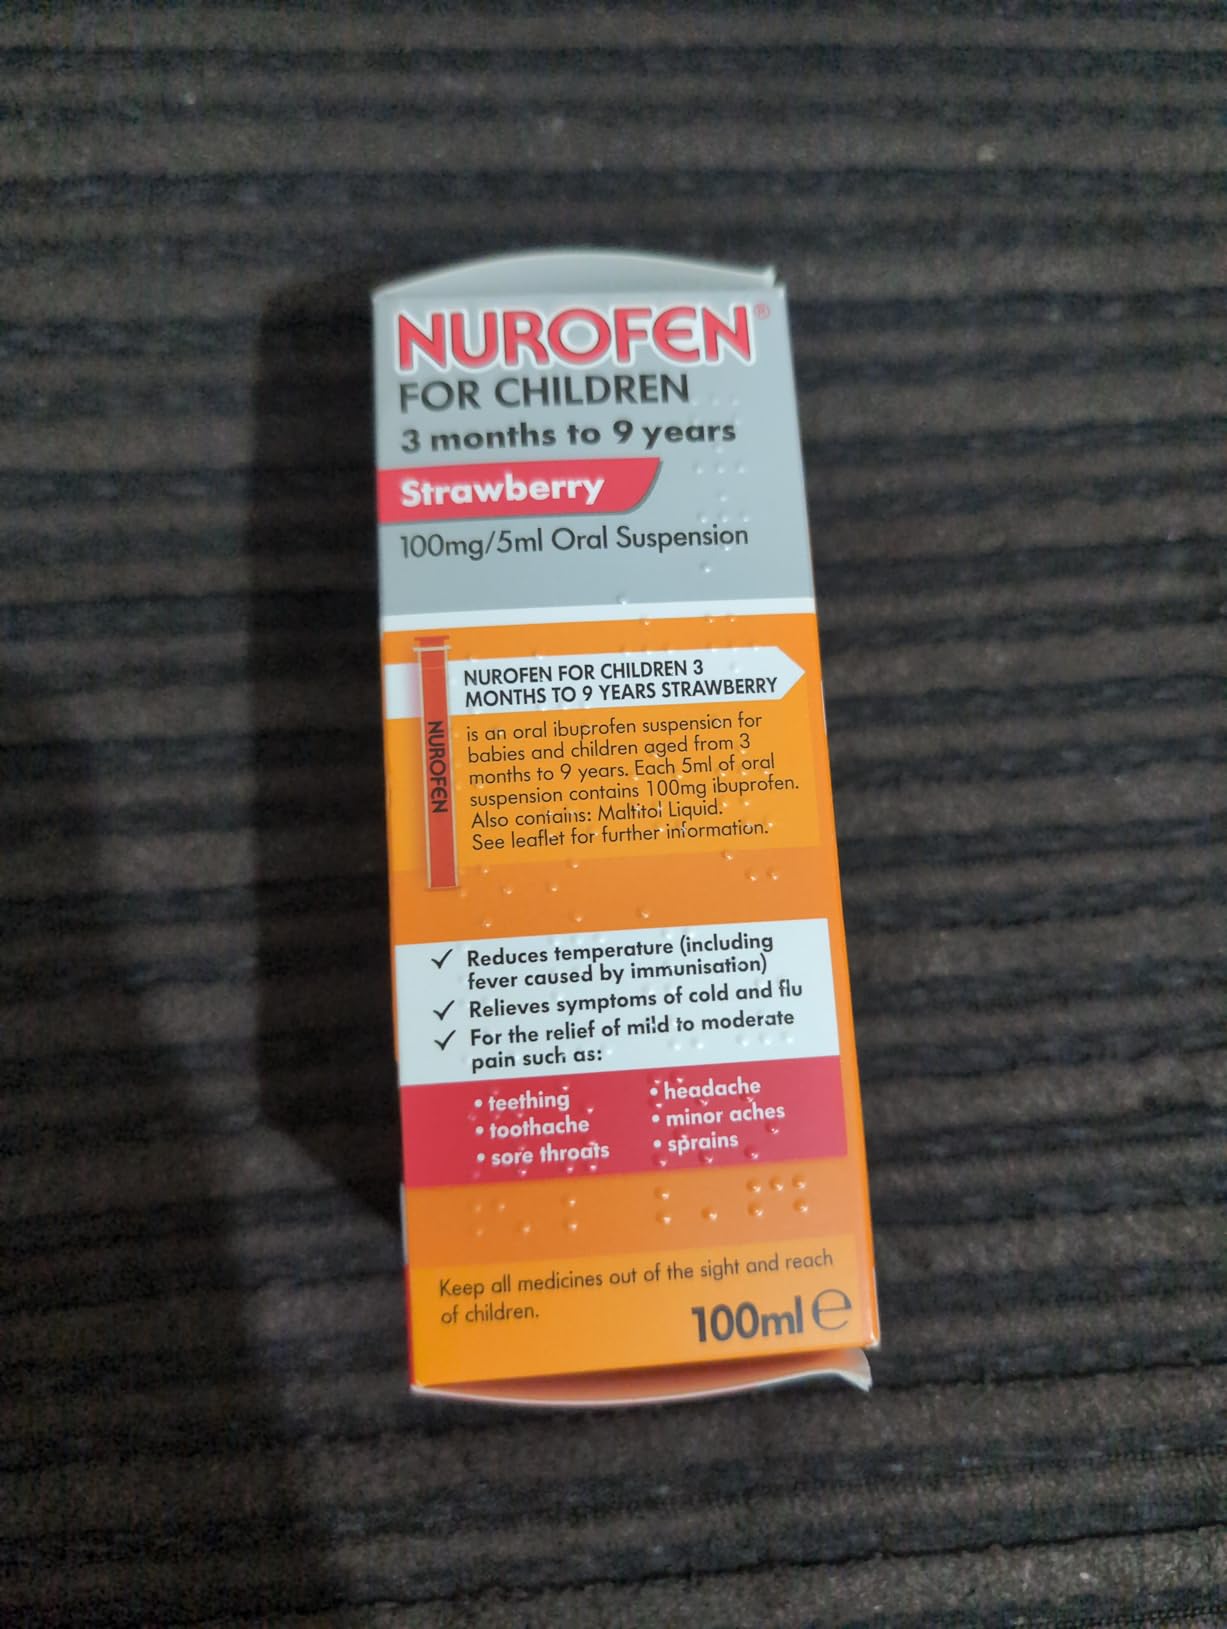 NUROFEN®
FOR CHILDREN
3 months to 9 years
Strawberry
100mg/5ml Oral Suspension
NUROFEN FOR CHILDREN 3
MONTHS TO 9 YEARS STRAWBERRY
NUROFEN
is an oral ibuprofen suspension for
babies and children aged from 3
months to 9 years. Each 5ml of oral
suspension contains 100mg ibuprofen.
Also contains: Maltitol Liquid.
See leaflet for further information.
✓ Reduces temperature (including
fever caused by immunisation)
✓ Relieves symptoms of cold and flu
✓ For the relief of mild to moderate
pain such as:
• teething
• toothache
• sore throats
• headache
• minor aches
• sprains
Keep all medicines out of the sight and reach
of children.
100ml ℮